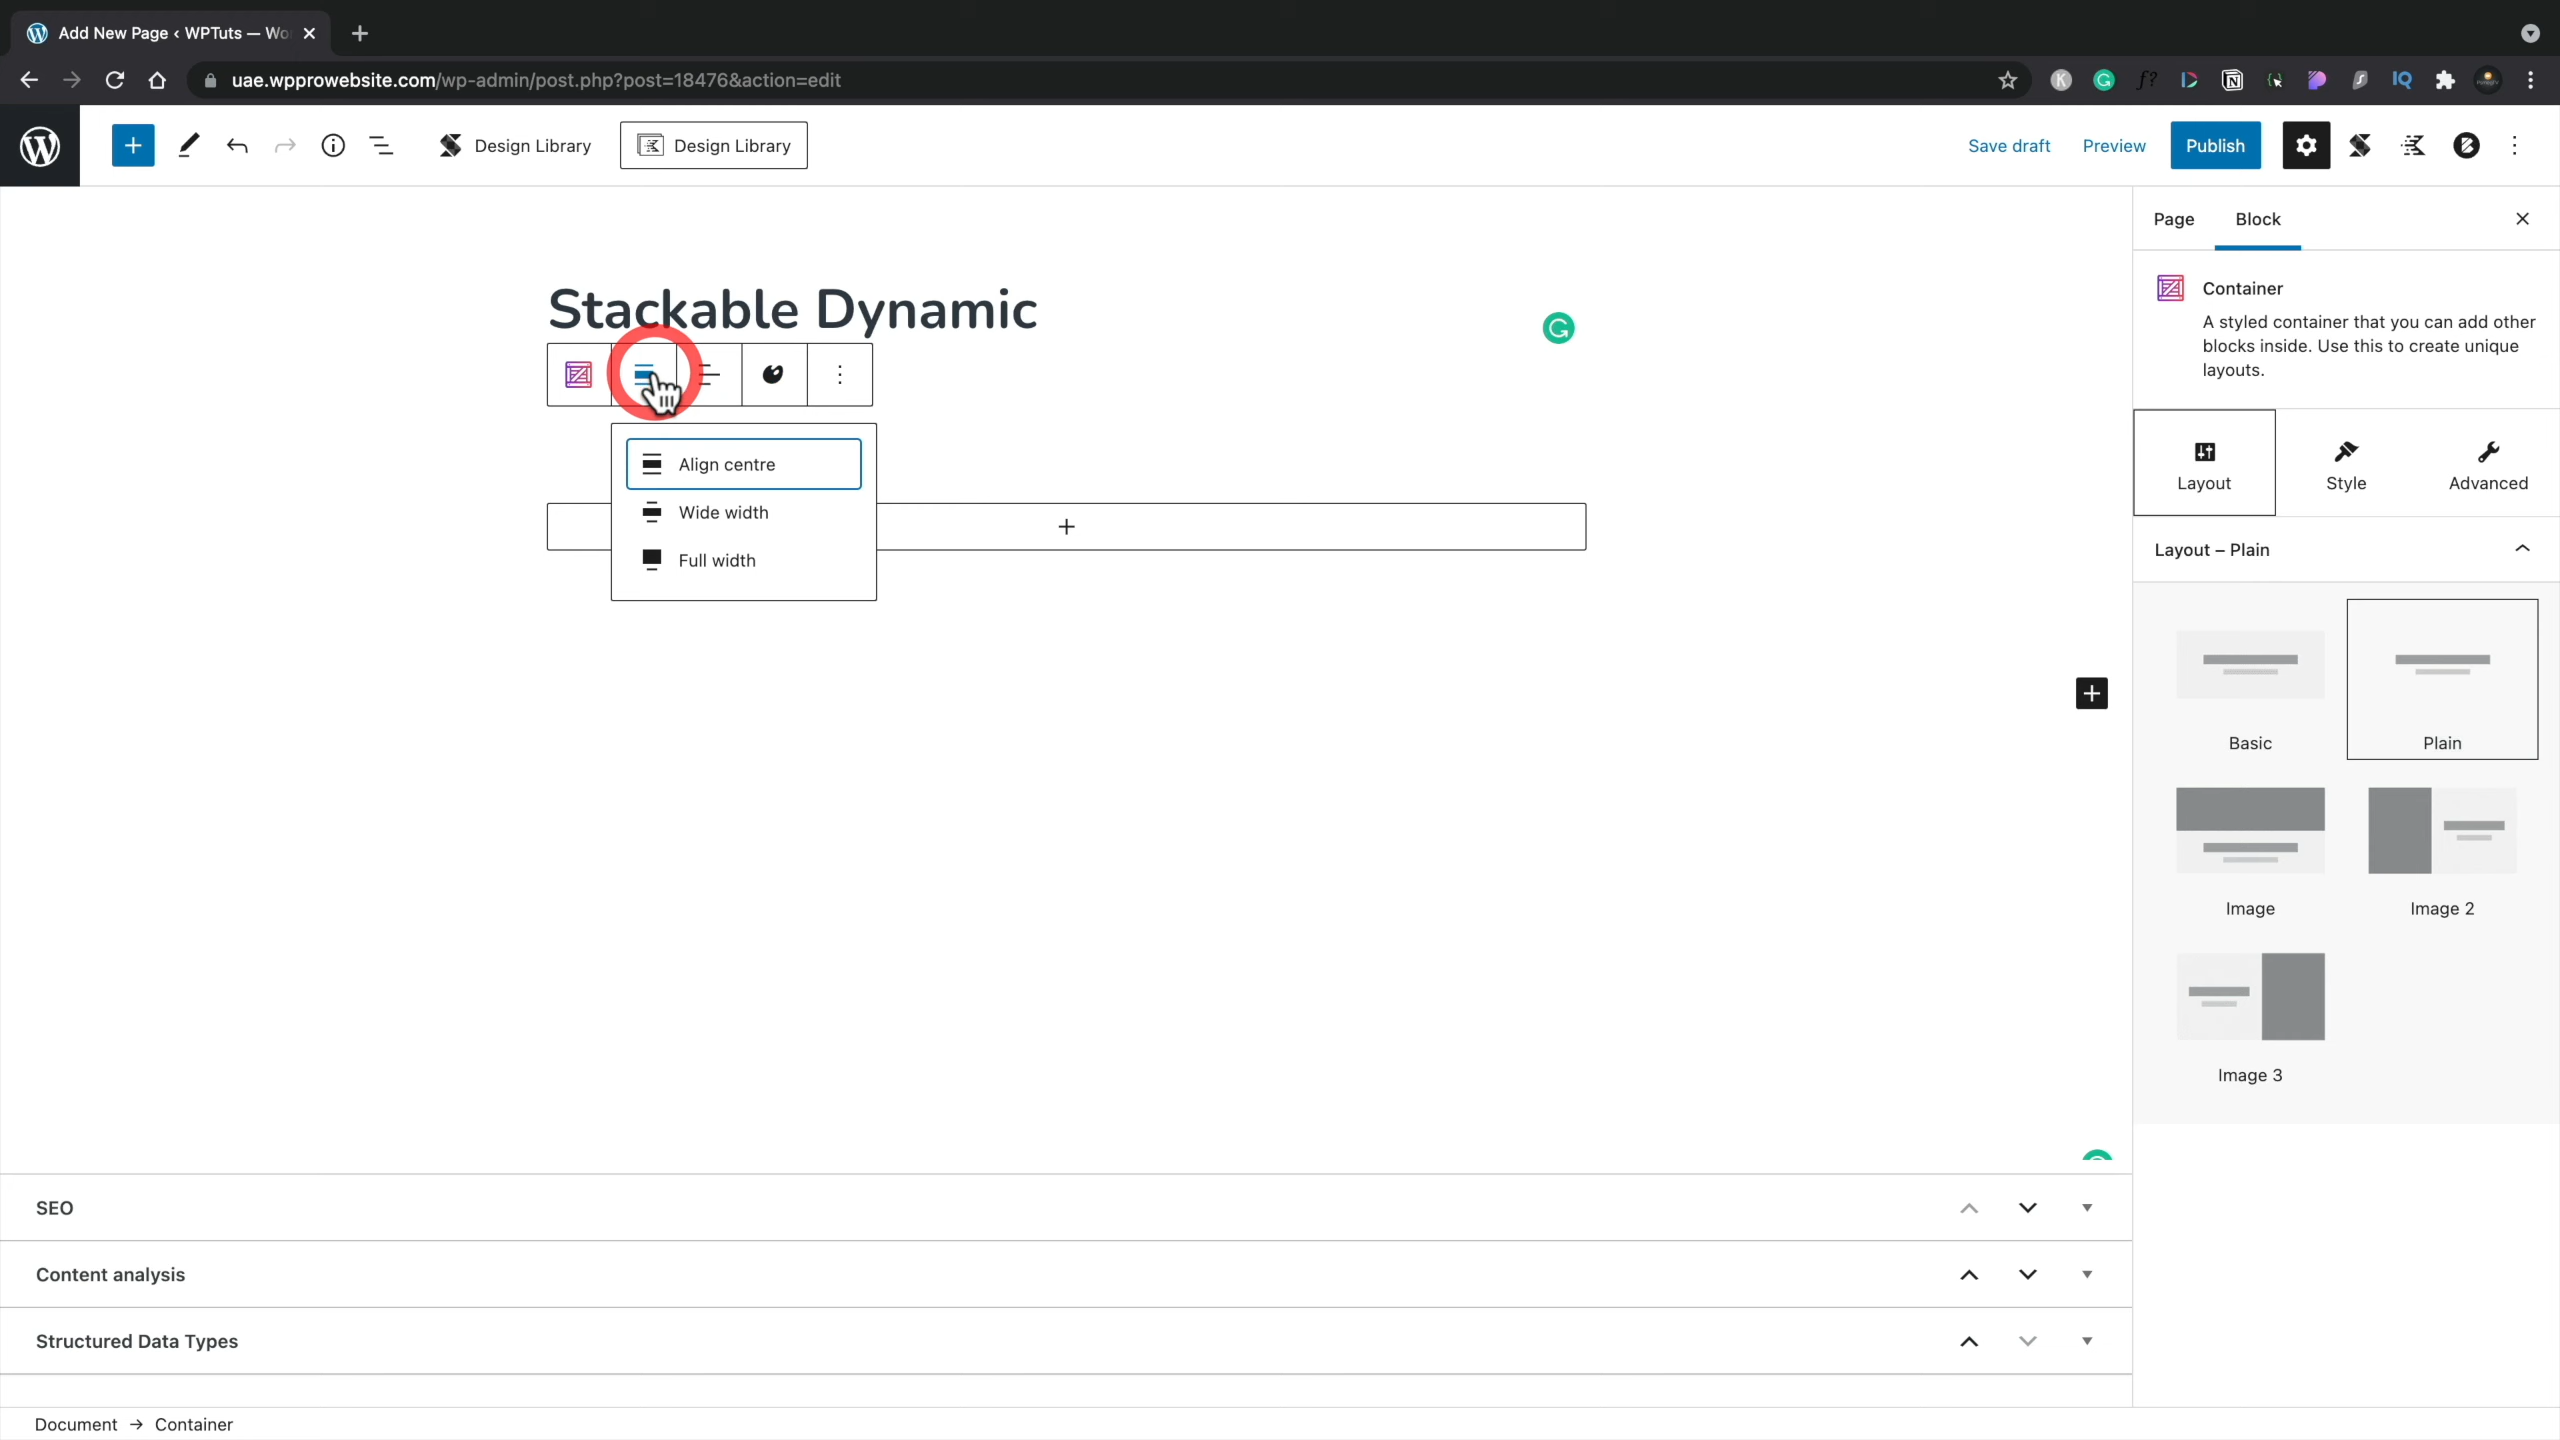 Add New Page ‹ WPTuts — Wo
uae.wpprowebsite.com/wp-admin/post.php?post=18476&action=edit
Design Library
Design Library
Save draft
Preview
Publish
Page
Block
Container
A styled container that you can add other
blocks inside. Use this to create unique
layouts.
Stackable Dynamic
Align centre
Wide width
Full width
Layout
Style
Advanced
Layout – Plain
Basic
Plain
Image
Image 2
Image 3
SEO
Content analysis
Structured Data Types
Document → Container